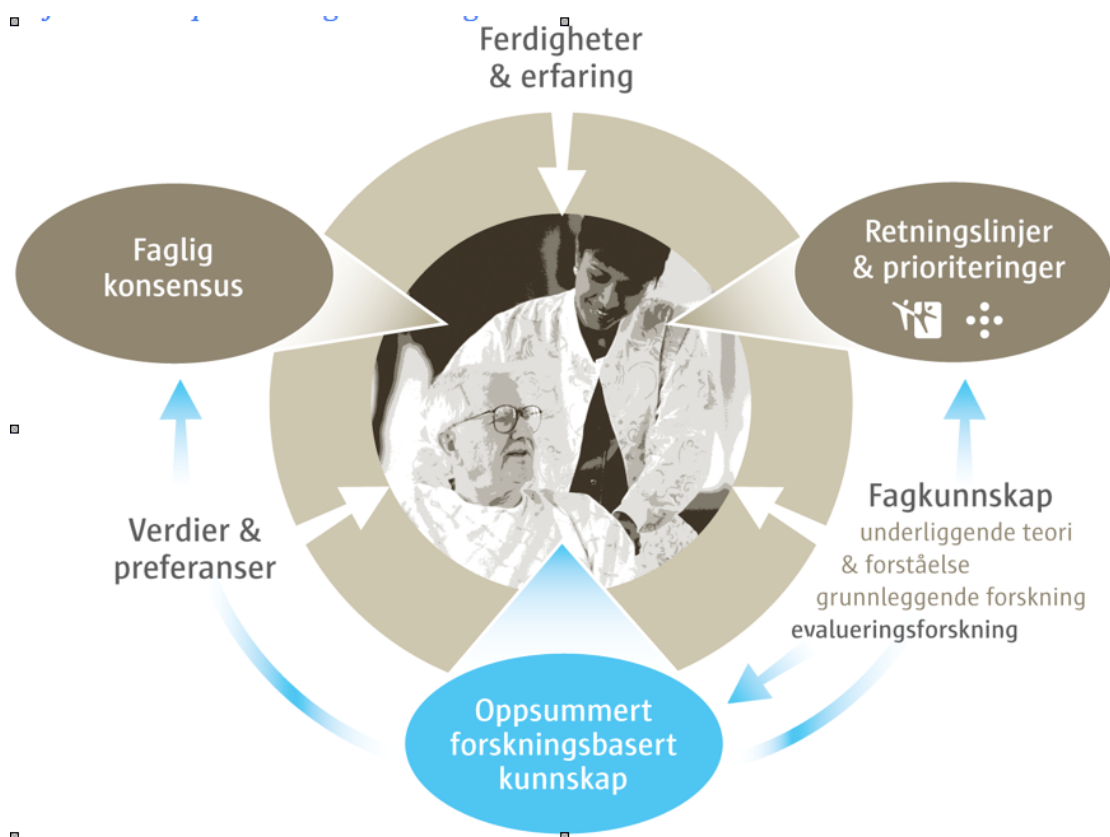 Ferdigheter
& erfaring
Faglig
konsensus
Retningslinjer
& prioriteringer
Verdier &
preferanser
Fagkunnskap
underliggende teori
& forståelse
grunnleggende forskning
evalueringsforskning
Oppsummert
forskningsbasert
kunnskap